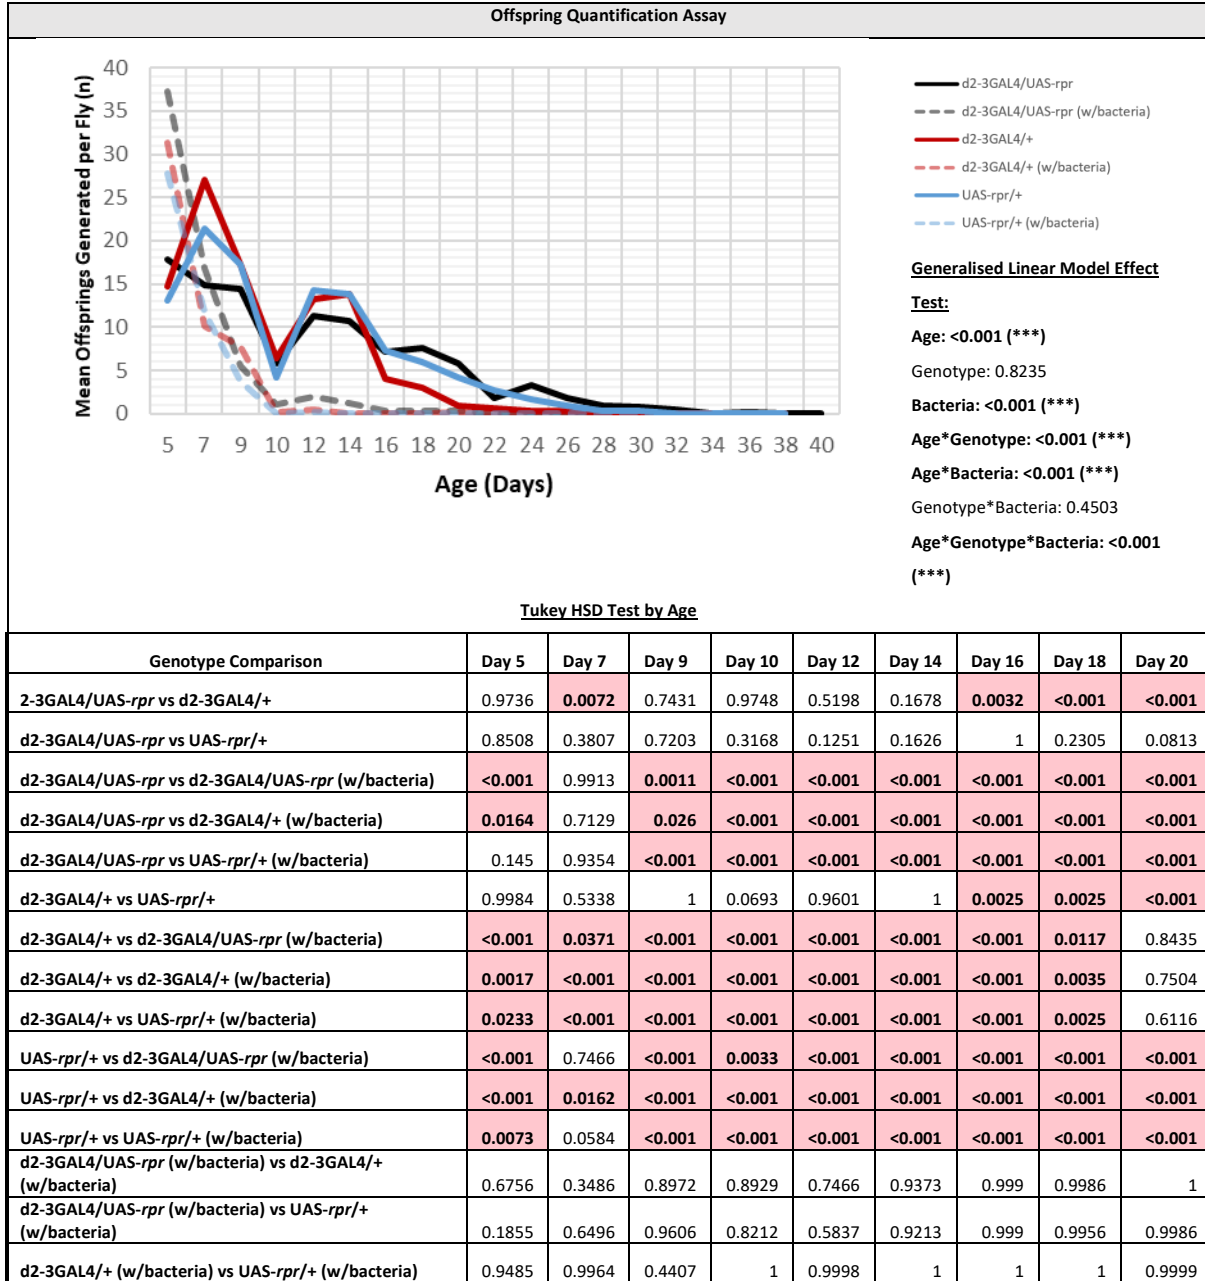 Offspring Quantification Assay
Mean Offsprings Generated per Fly (n)
40
35
30
25
20
15
10
5
0
5 7 9 10 12 14 16 18 20 22 24 26 28 30 32 34 36 38 40
Age (Days)
d2-3GAL4/UAS-rpr
d2-3GAL4/UAS-rpr (w/bacteria)
d2-3GAL4/+
d2-3GAL4/+ (w/bacteria)
UAS-rpr/+
UAS-rpr/+ (w/bacteria)
Generalised Linear Model Effect
Test:
Age: <0.001 (***)
Genotype: 0.8235
Bacteria: <0.001 (***)
Age*Genotype: <0.001 (***)
Age*Bacteria: <0.001 (***)
Genotype*Bacteria: 0.4503
Age*Genotype*Bacteria: <0.001
(***)
Tukey HSD Test by Age
Genotype Comparison Day 5 Day 7 Day 9 Day 10 Day 12 Day 14 Day 16 Day 18 Day 20
2-3GAL4/UAS-rpr vs d2-3GAL4/+ 0.9736 0.0072 0.7431 0.9748 0.5198 0.1678 0.0032 <0.001 <0.001
d2-3GAL4/UAS-rpr vs UAS-rpr/+ 0.8508 0.3807 0.7203 0.3168 0.1251 0.1626 1 0.2305 0.0813
d2-3GAL4/UAS-rpr vs d2-3GAL4/UAS-rpr (w/bacteria) <0.001 0.9913 0.0011 <0.001 <0.001 <0.001 <0.001 <0.001 <0.001
d2-3GAL4/UAS-rpr vs d2-3GAL4/+ (w/bacteria) 0.0164 0.7129 0.026 <0.001 <0.001 <0.001 <0.001 <0.001 <0.001
d2-3GAL4/UAS-rpr vs UAS-rpr/+ (w/bacteria) 0.145 0.9354 <0.001 <0.001 <0.001 <0.001 <0.001 <0.001 <0.001
d2-3GAL4/+ vs UAS-rpr/+ 0.9984 0.5338 1 0.0693 0.9601 1 0.0025 0.0025 <0.001
d2-3GAL4/+ vs d2-3GAL4/UAS-rpr (w/bacteria) <0.001 0.0371 <0.001 <0.001 <0.001 <0.001 <0.001 0.0117 0.8435
d2-3GAL4/+ vs d2-3GAL4/+ (w/bacteria) 0.0017 <0.001 <0.001 <0.001 <0.001 <0.001 <0.001 0.0035 0.7504
d2-3GAL4/+ vs UAS-rpr/+ (w/bacteria) 0.0233 <0.001 <0.001 <0.001 <0.001 <0.001 <0.001 0.0025 0.6116
UAS-rpr/+ vs d2-3GAL4/UAS-rpr (w/bacteria) <0.001 0.7466 <0.001 0.0033 <0.001 <0.001 <0.001 <0.001 <0.001
UAS-rpr/+ vs d2-3GAL4/+ (w/bacteria) <0.001 0.0162 <0.001 <0.001 <0.001 <0.001 <0.001 <0.001 <0.001
UAS-rpr/+ vs UAS-rpr/+ (w/bacteria) 0.0073 0.0584 <0.001 <0.001 <0.001 <0.001 <0.001 <0.001 <0.001
d2-3GAL4/UAS-rpr (w/bacteria) vs d2-3GAL4/+
(w/bacteria) 0.6756 0.3486 0.8972 0.8929 0.7466 0.9373 0.999 0.9986 1
d2-3GAL4/UAS-rpr (w/bacteria) vs UAS-rpr/+
(w/bacteria) 0.1855 0.6496 0.9606 0.8212 0.5837 0.9213 0.999 0.9956 0.9986
d2-3GAL4/+ (w/bacteria) vs UAS-rpr/+ (w/bacteria) 0.9485 0.9964 0.4407 1 0.9998 1 1 1 0.9999